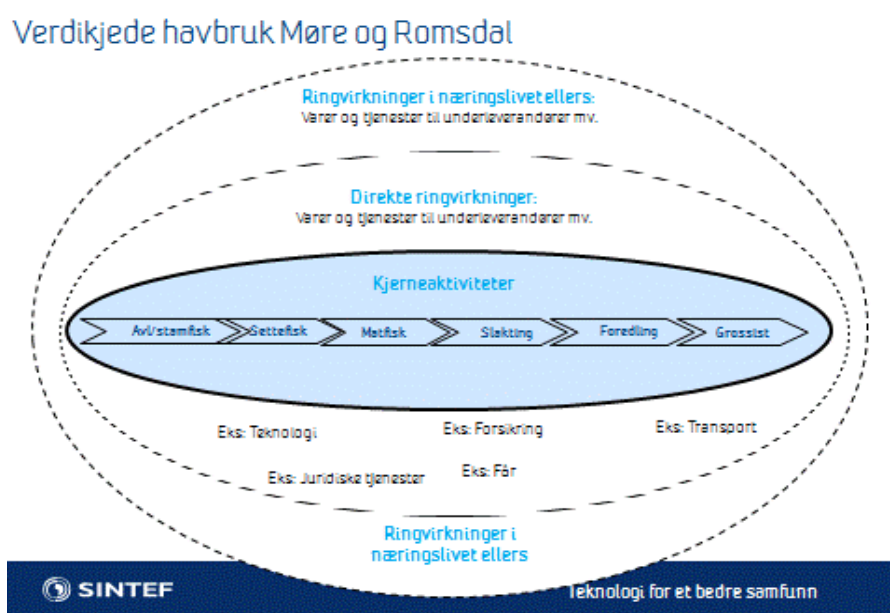 Verdikjede havbruk Møre og Romsdal
Ringvirkninger i næringslivet ellers:
Varer og tjenester til underleverandører mv.
Direkte ringvirkninger:
Varer og tjenester til underleverandører mv.
Kjerneaktiviteter
Avl/stamfisk Settefisk Matfisk Slakting Foredling Grossist
Eks: Teknologi Eks: Forsikring Eks: Transport
Eks: Juridiske tjenester Eks: Fôr
Ringvirkninger i
næringslivet ellers
SINTEF
Teknologi for et bedre samfunn